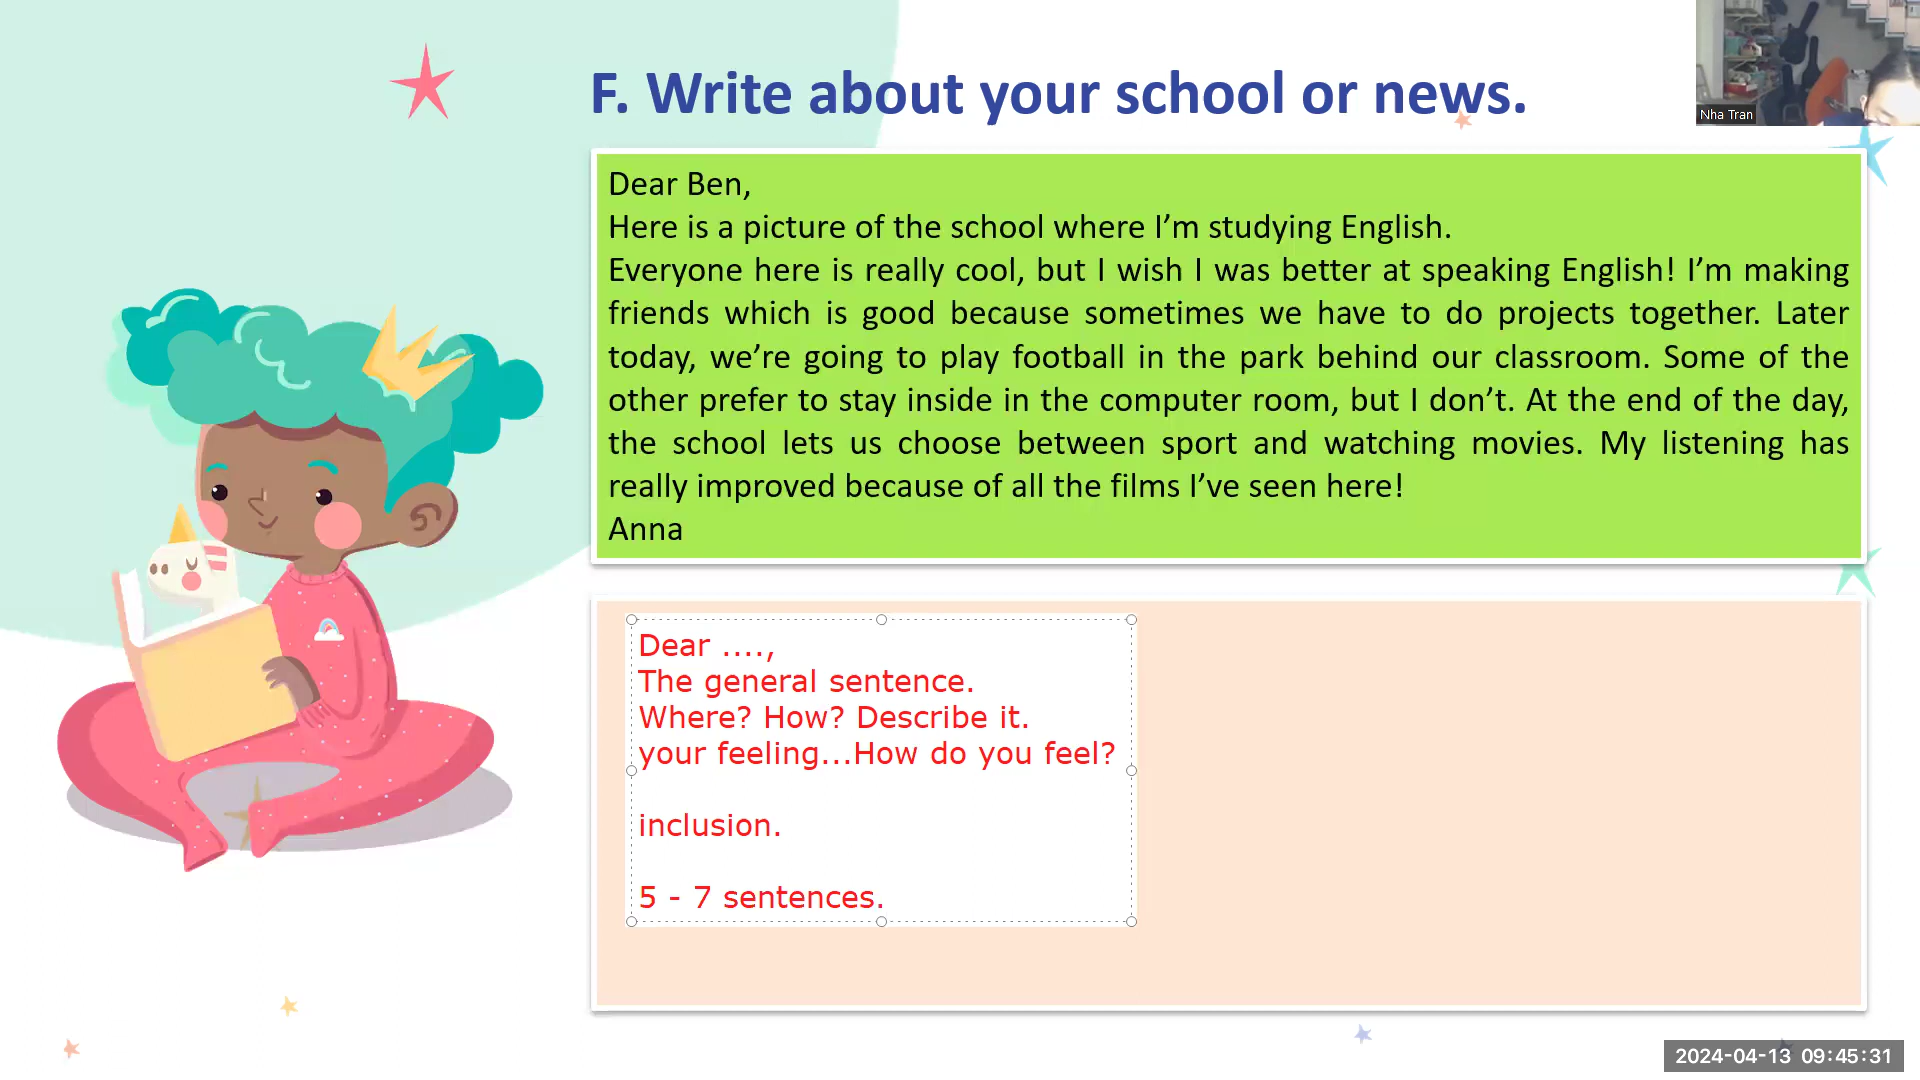 F. Write about your school or news.
Nha Tran
Dear Ben,
Here is a picture of the school where I’m studying English.
Everyone here is really cool, but I wish I was better at speaking English! I’m making
friends which is good because sometimes we have to do projects together. Later
today, we’re going to play football in the park behind our classroom. Some of the
other prefer to stay inside in the computer room, but I don’t. At the end of the day,
the school lets us choose between sport and watching movies. My listening has
really improved because of all the films I’ve seen here!
Anna
Dear ....,
The general sentence.
Where? How? Describe it.
your feeling...How do you feel?
inclusion.
5 - 7 sentences.
2024-04-13 09:45:31